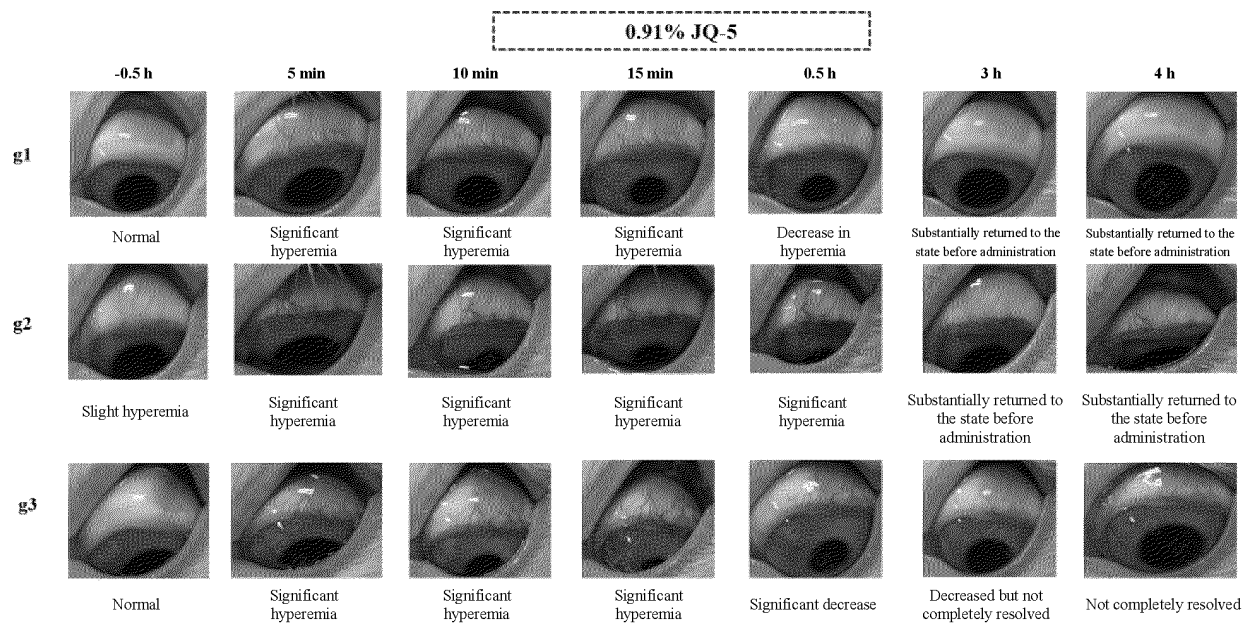 0.91% JQ-5
-0.5 h 5 min 10 min 15 min 0.5 h 3 h 4 h
g1
Normal Significant Significant Significant Decrease in Substantially returned to the Substantially returned to the
hyperemia hyperemia hyperemia hyperemia state before administration state before administration
g2
Slight hyperemia Significant Significant Significant Significant Substantially returned to Substantially returned to
hyperemia hyperemia hyperemia hyperemia the state before the state before
administration administration
g3
Normal Significant Significant Significant Significant decrease Decreased but not Not completely resolved
hyperemia hyperemia hyperemia completely resolved